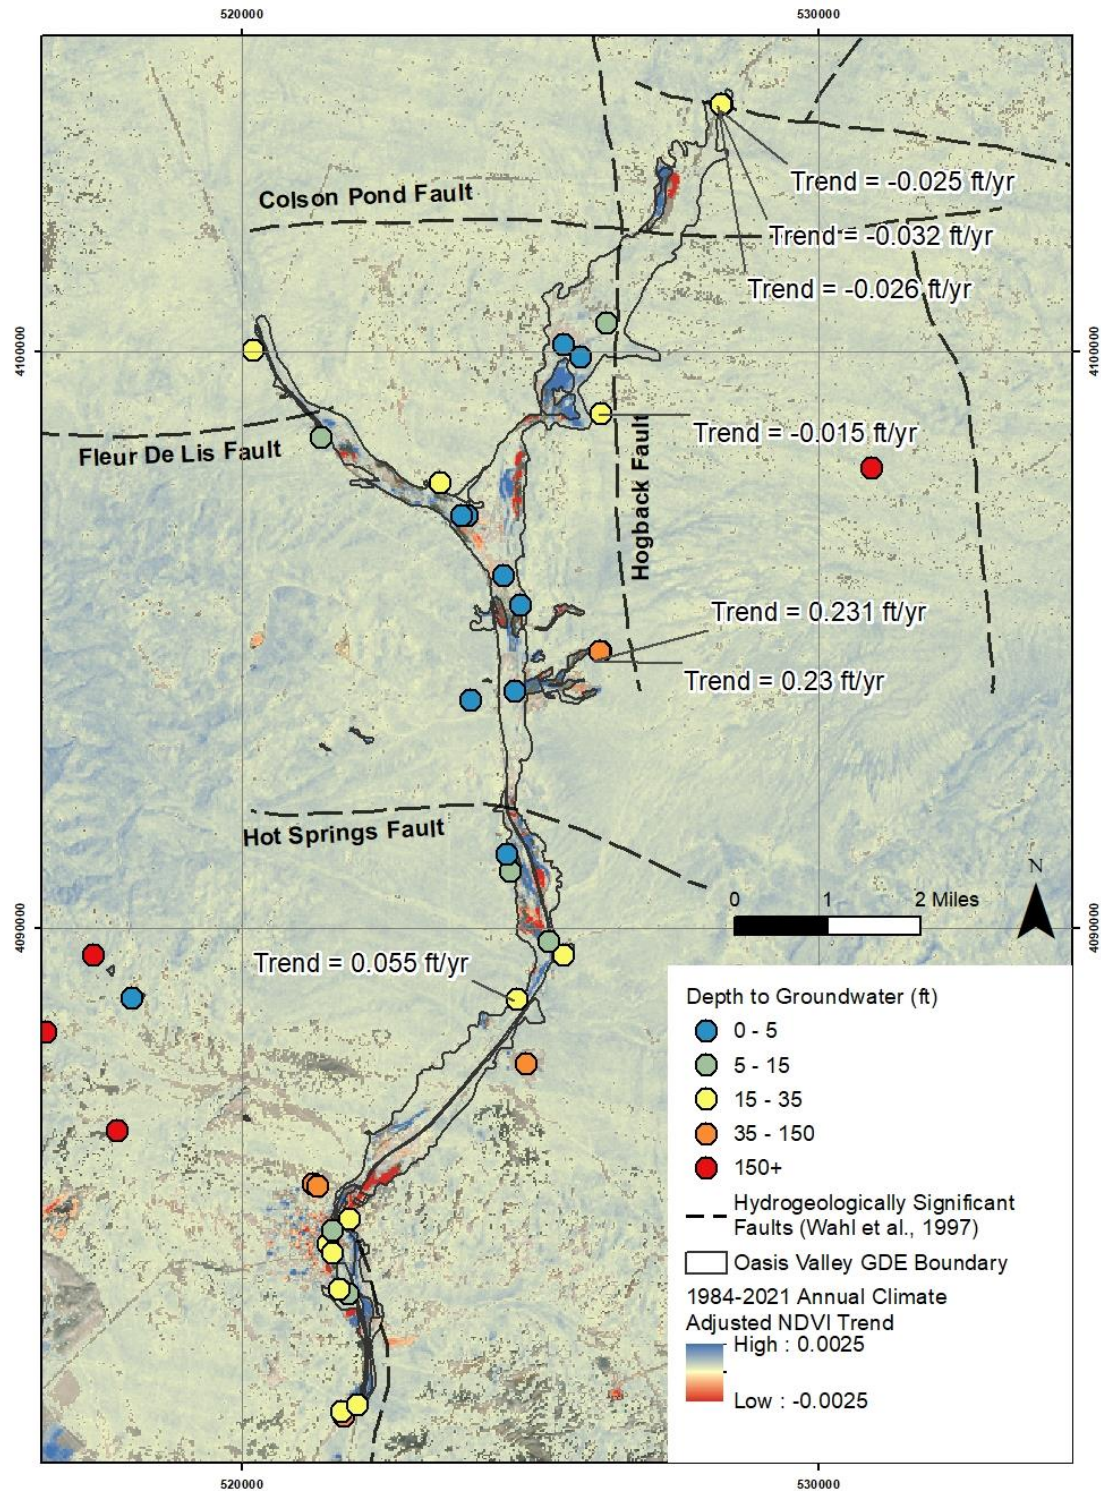 520000
530000
Trend = -0.025 ft/yr
Colson Pond Fault
Trend = -0.032 ft/yr
Trend = -0.026 ft/yr
4100000
4100000
Trend = -0.015 ft/yr
Fleur De Lis Fault
Hogback Fault
Trend = 0.231 ft/yr
Trend = 0.23 ft/yr
Hot Springs Fault
N
0 1 2 Miles
4090000
4090000
Trend = 0.055 ft/yr
Depth to Groundwater (ft)
0 - 5
5 - 15
15 - 35
35 - 150
150+
Hydrogeologically Significant
Faults (Wahl et al., 1997)
Oasis Valley GDE Boundary
1984-2021 Annual Climate
Adjusted NDVI Trend
High : 0.0025
Low : -0.0025
520000
530000